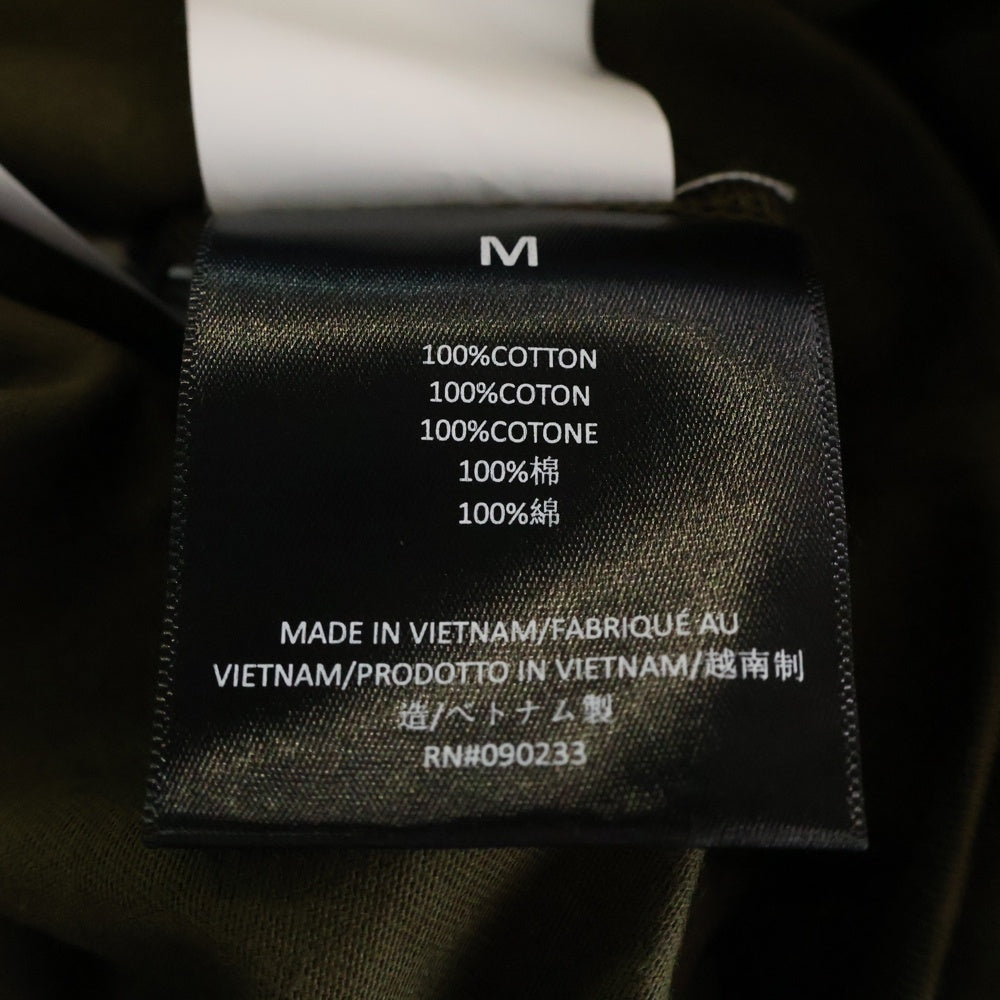 M
100%COTTON
100%COTON
100%COTONE
100%棉
100%綿
MADE IN VIETNAM/FABRIQUÉ AU
VIETNAM/PRODOTTO IN VIETNAM/越南制
造/ベトナム製
RN#090233